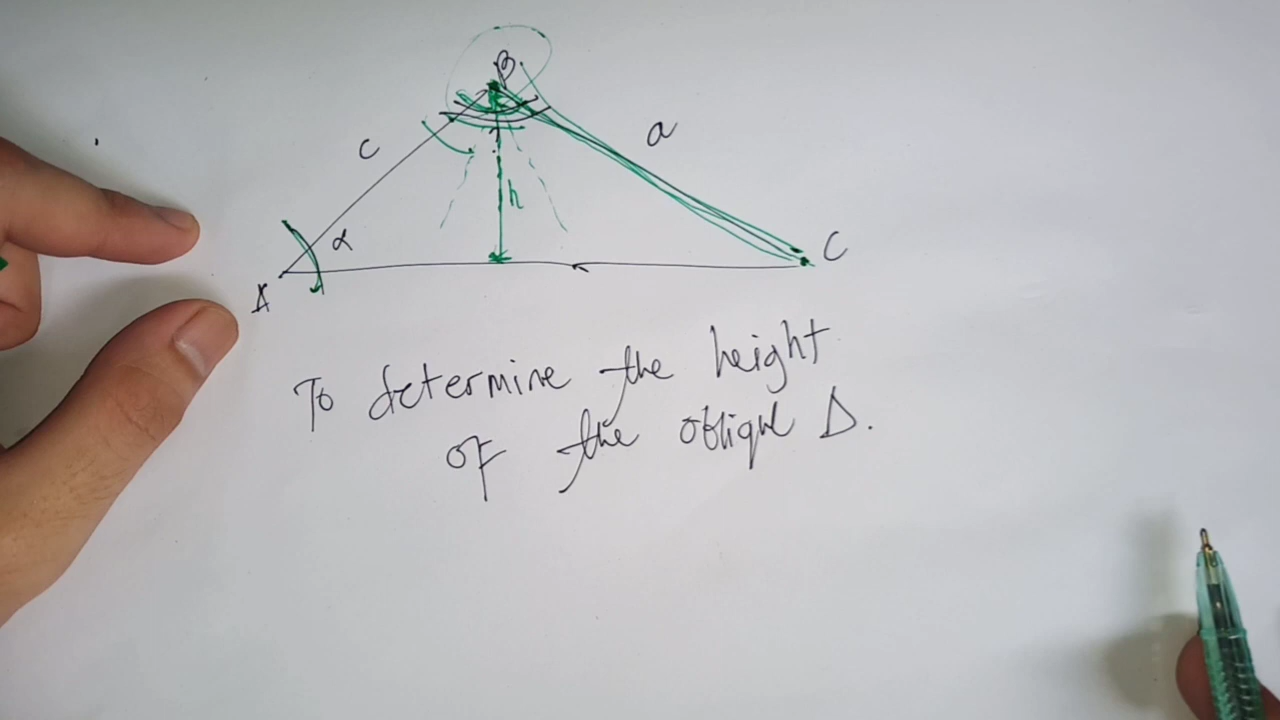 B
c
a
h
α
A
C
To determine the height
of the oblique Δ.